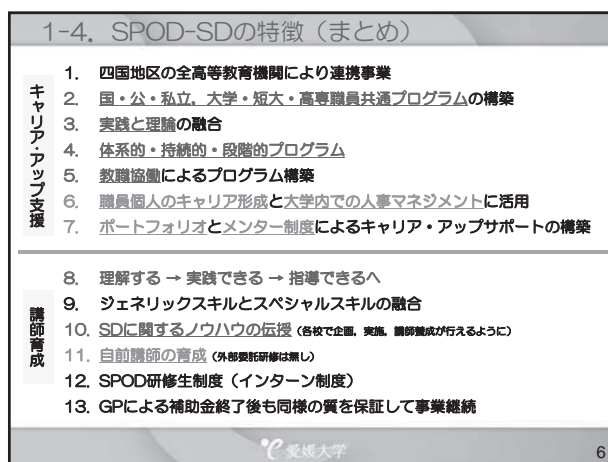 1-4．SPOD-SDの特徴（まとめ）
キャリア・アップ支援
1. 四国地区の全高等教育機関により連携事業
2. 国・公・私立，大学・短大・高専職員共通プログラムの構築
3. 実践と理論の融合
4. 体系的・持続的・段階的プログラム
5. 教職協働によるプログラム構築
6. 職員個人のキャリア形成と大学内での人事マネジメントに活用
7. ポートフォリオとメンター制度によるキャリア・アップサポートの構築
講師育成
8. 理解する → 実践できる → 指導できるへ
9. ジェネリックスキルとスペシャルスキルの融合
10. SDに関するノウハウの伝授（各校で企画，実施，講師養成が行えるように）
11. 自前講師の育成（外部委託研修は無し）
12. SPOD研修生制度（インターン制度）
13. GPによる補助金終了後も同様の質を保証して事業継続
愛媛大学
6